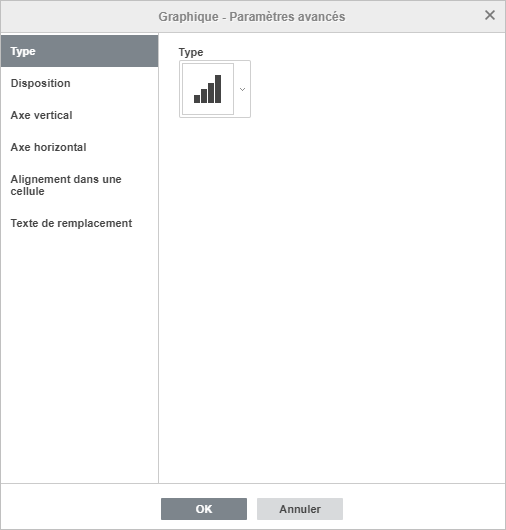 Graphique - Paramètres avancés
Type
Disposition
Axe vertical
Axe horizontal
Alignement dans une
cellule
Texte de remplacement
Type
OK
Annuler